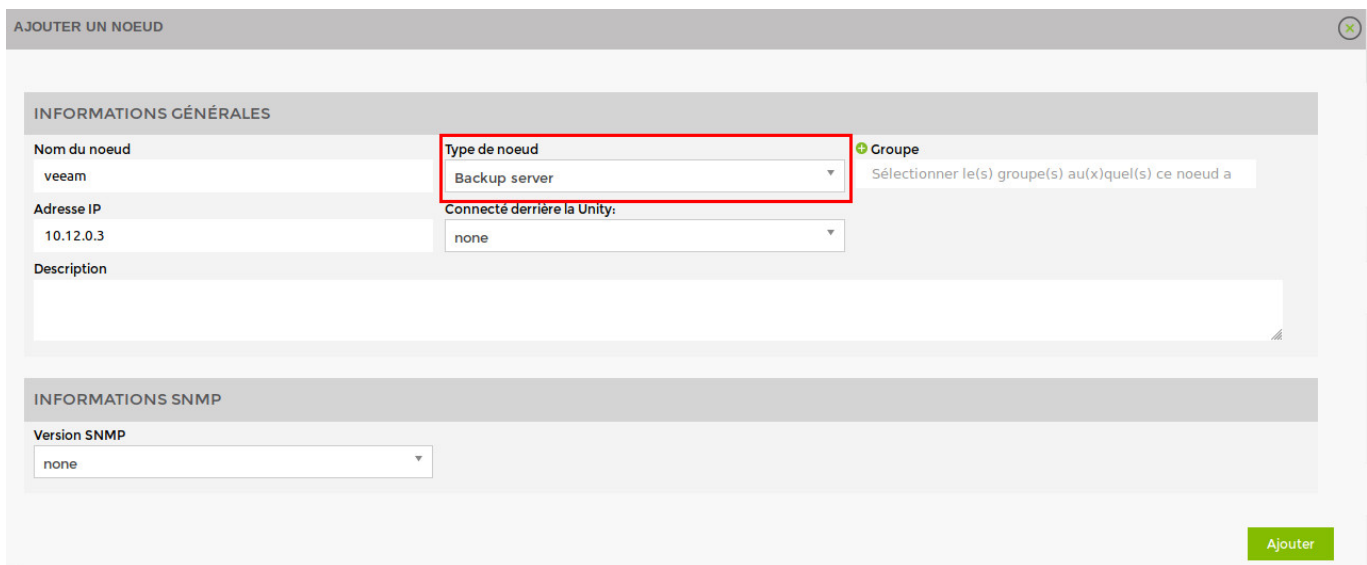 AJOUTER UN NOEUD
INFORMATIONS GÉNÉRALES
Nom du noeud
veeam
Type de noeud
Backup server
Groupe
Sélectionner le(s) groupe(s) au(x)quel(s) ce noeud a
Adresse IP
10.12.0.3
Connecté derrière la Unity:
none
Description
INFORMATIONS SNMP
Version SNMP
none
Ajouter